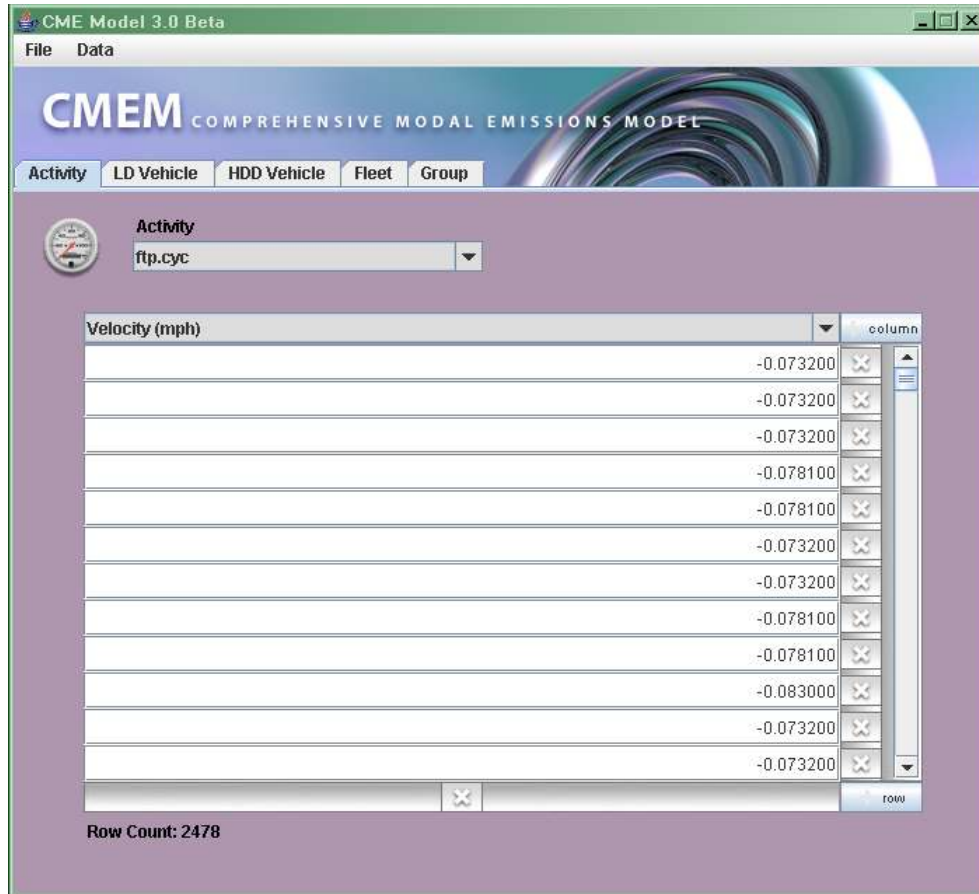 CME Model 3.0 Beta
File Data
CMEM COMPREHENSIVE MODAL EMISSIONS MODEL
Activity LD Vehicle HDD Vehicle Fleet Group
Activity
ftp.cyc
Velocity (mph) column
-0.073200
-0.073200
-0.073200
-0.078100
-0.078100
-0.073200
-0.073200
-0.078100
-0.078100
-0.083000
-0.073200
-0.073200
row
Row Count: 2478